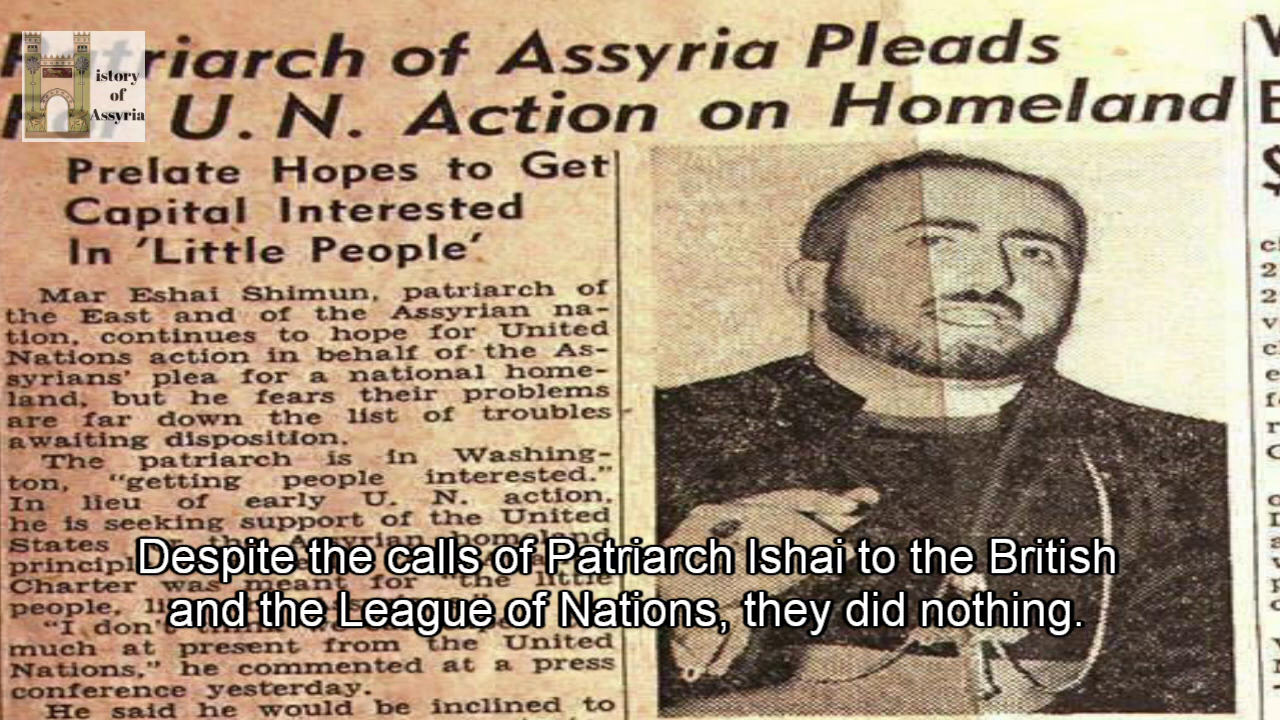 istory
of
Assyria
riarch of Assyria Pleads
U. N. Action on Homeland
Prelate Hopes to Get
Capital Interested
In 'Little People'
Mar Eshai Shimun, patriarch of
the East and of the Assyrian na-
tion, continues to hope for United
Nations action in behalf of the As-
syrians' plea for a national home-
land, but he fears their problems
are far down the list of troubles
awaiting disposition.
The patriarch is in Washing-
ton, "getting people interested."
In lieu of early U. N. action,
he is seeking support of the United
States
Charter was meant for "the little
people,
"I don't
much at present from the United
Nations," he commented at a press
conference yesterday.
He said he would be inclined to
Despite the calls of Patriarch Ishai to the British
and the League of Nations, they did nothing.